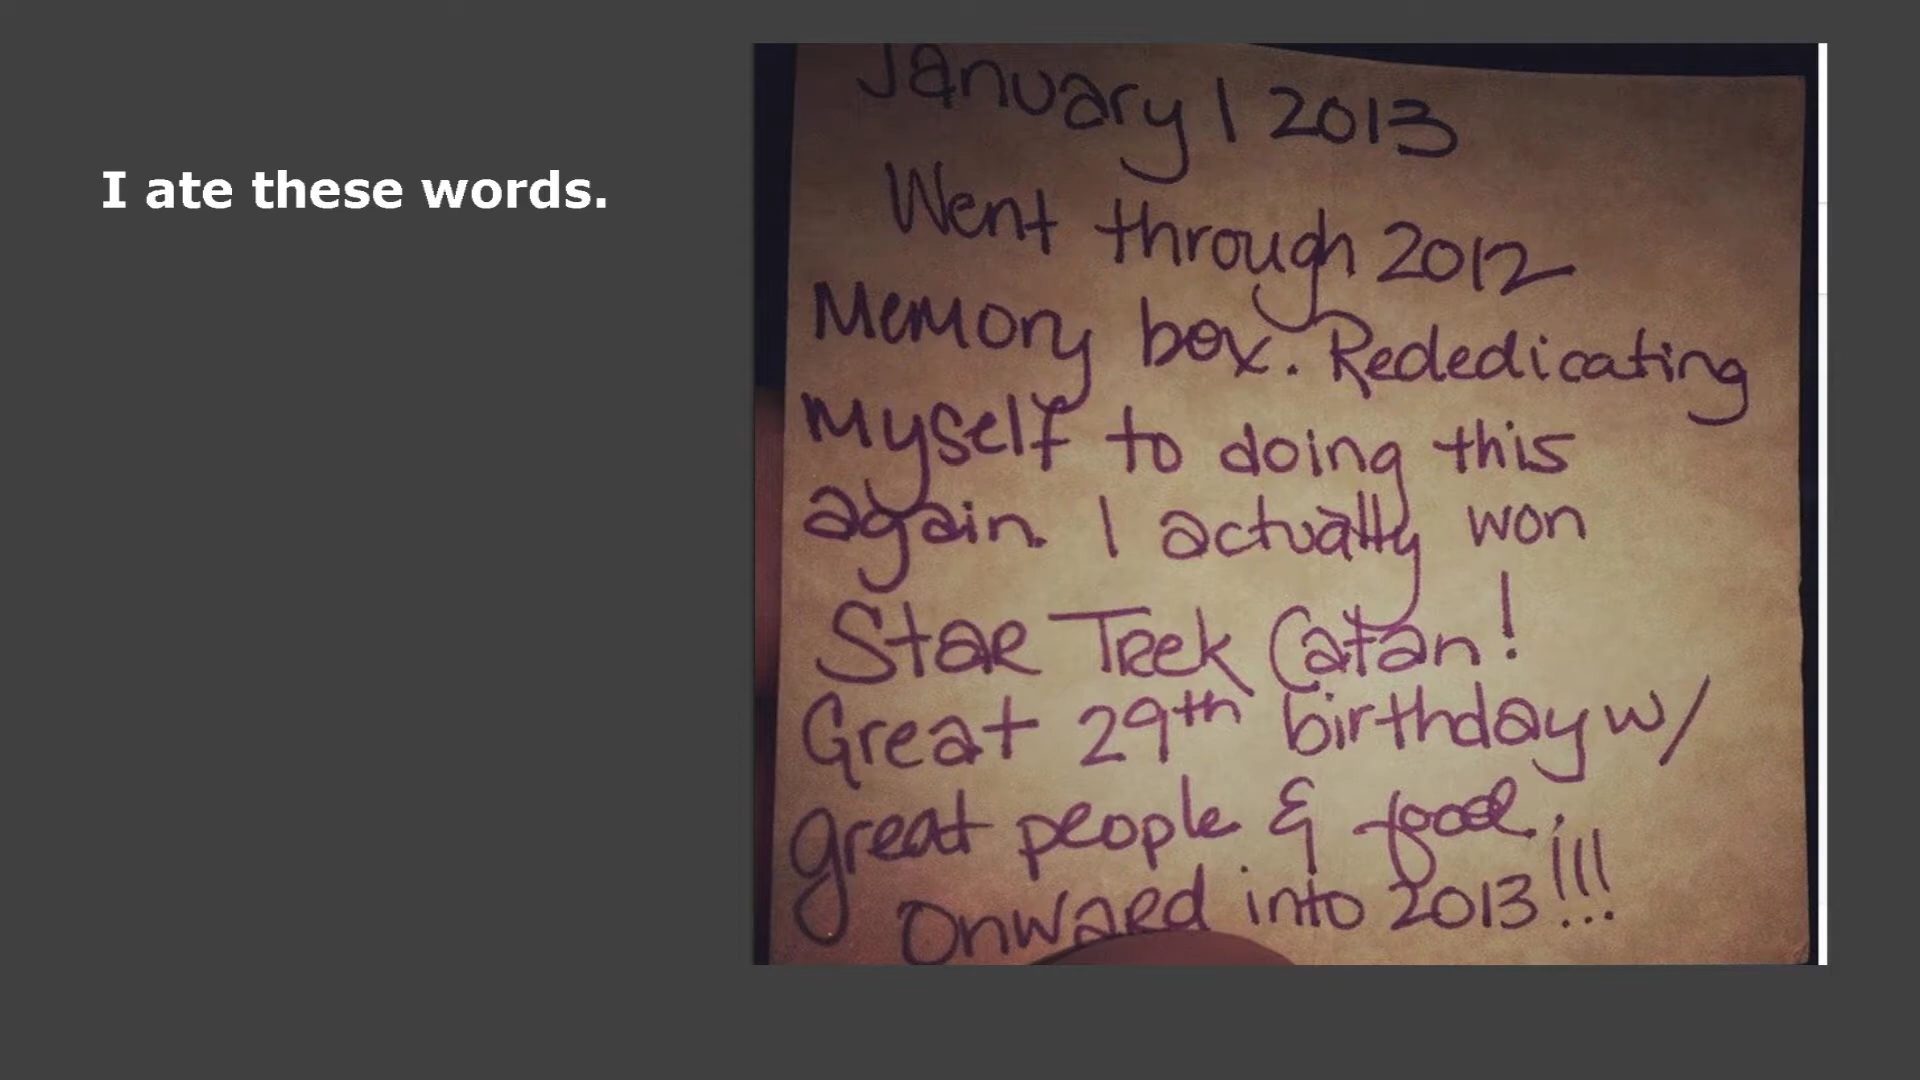 I ate these words.
January 1 2013
Went through 2012
Memory box. Rededicating
myself to doing this
again. I actually won
Star Trek Catan!
Great 29th birthday w/
great people & food.
Onward into 2013!!!